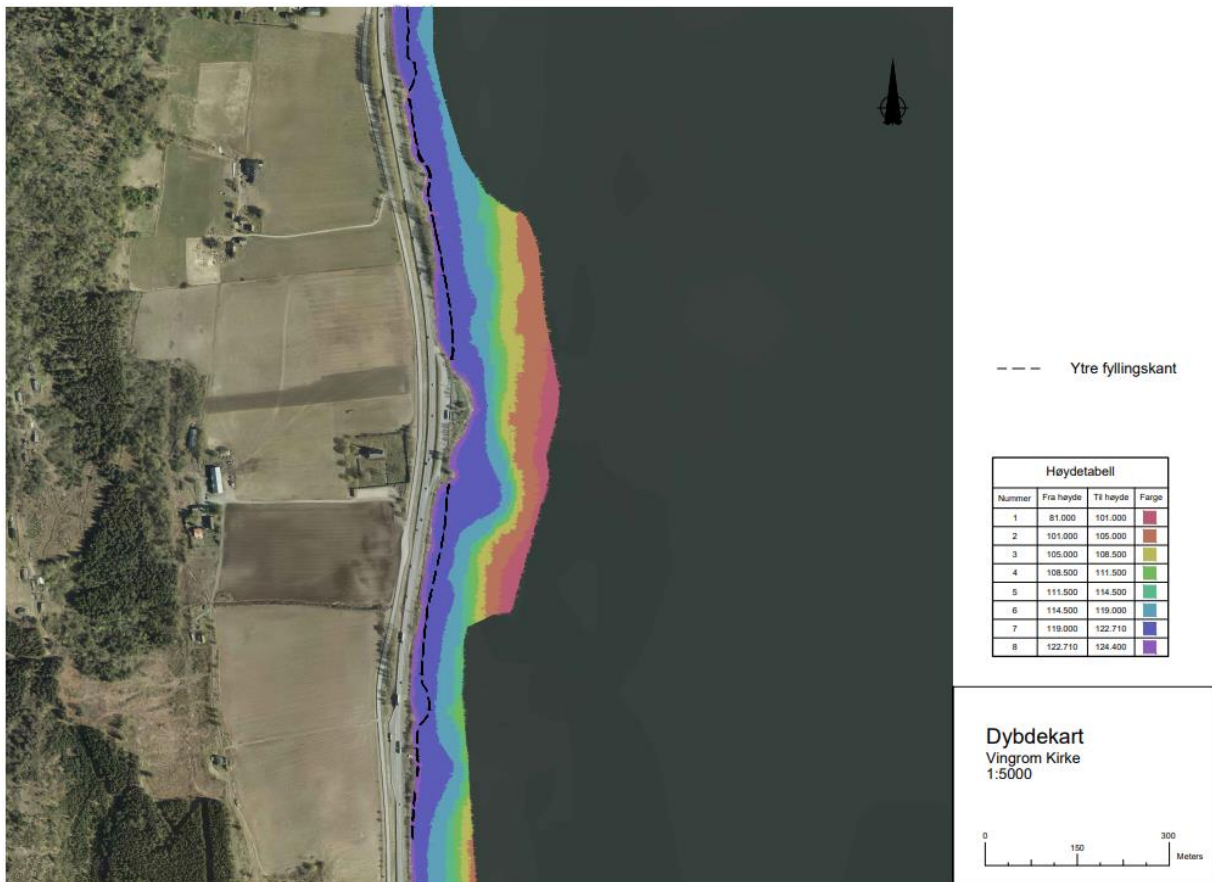 Ytre fyllingskant
Høydetabell
Nummer Fra høyde Til høyde Farge
1 81.000 101.000
2 101.000 105.000
3 105.000 108.500
4 108.500 111.500
5 111.500 114.500
6 114.500 119.000
7 119.000 122.710
8 122.710 124.400
Dybdekart
Vingrom Kirke
1:5000
0 300
150
Meters